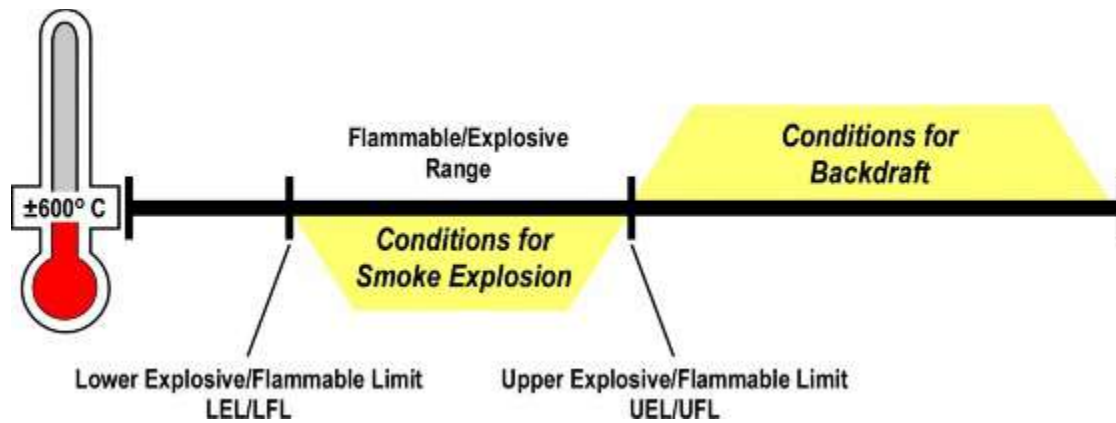 Flammable/Explosive
Range
Conditions for
Backdraft
±600° C
Conditions for
Smoke Explosion
Lower Explosive/Flammable Limit
LEL/LFL
Upper Explosive/Flammable Limit
UEL/UFL